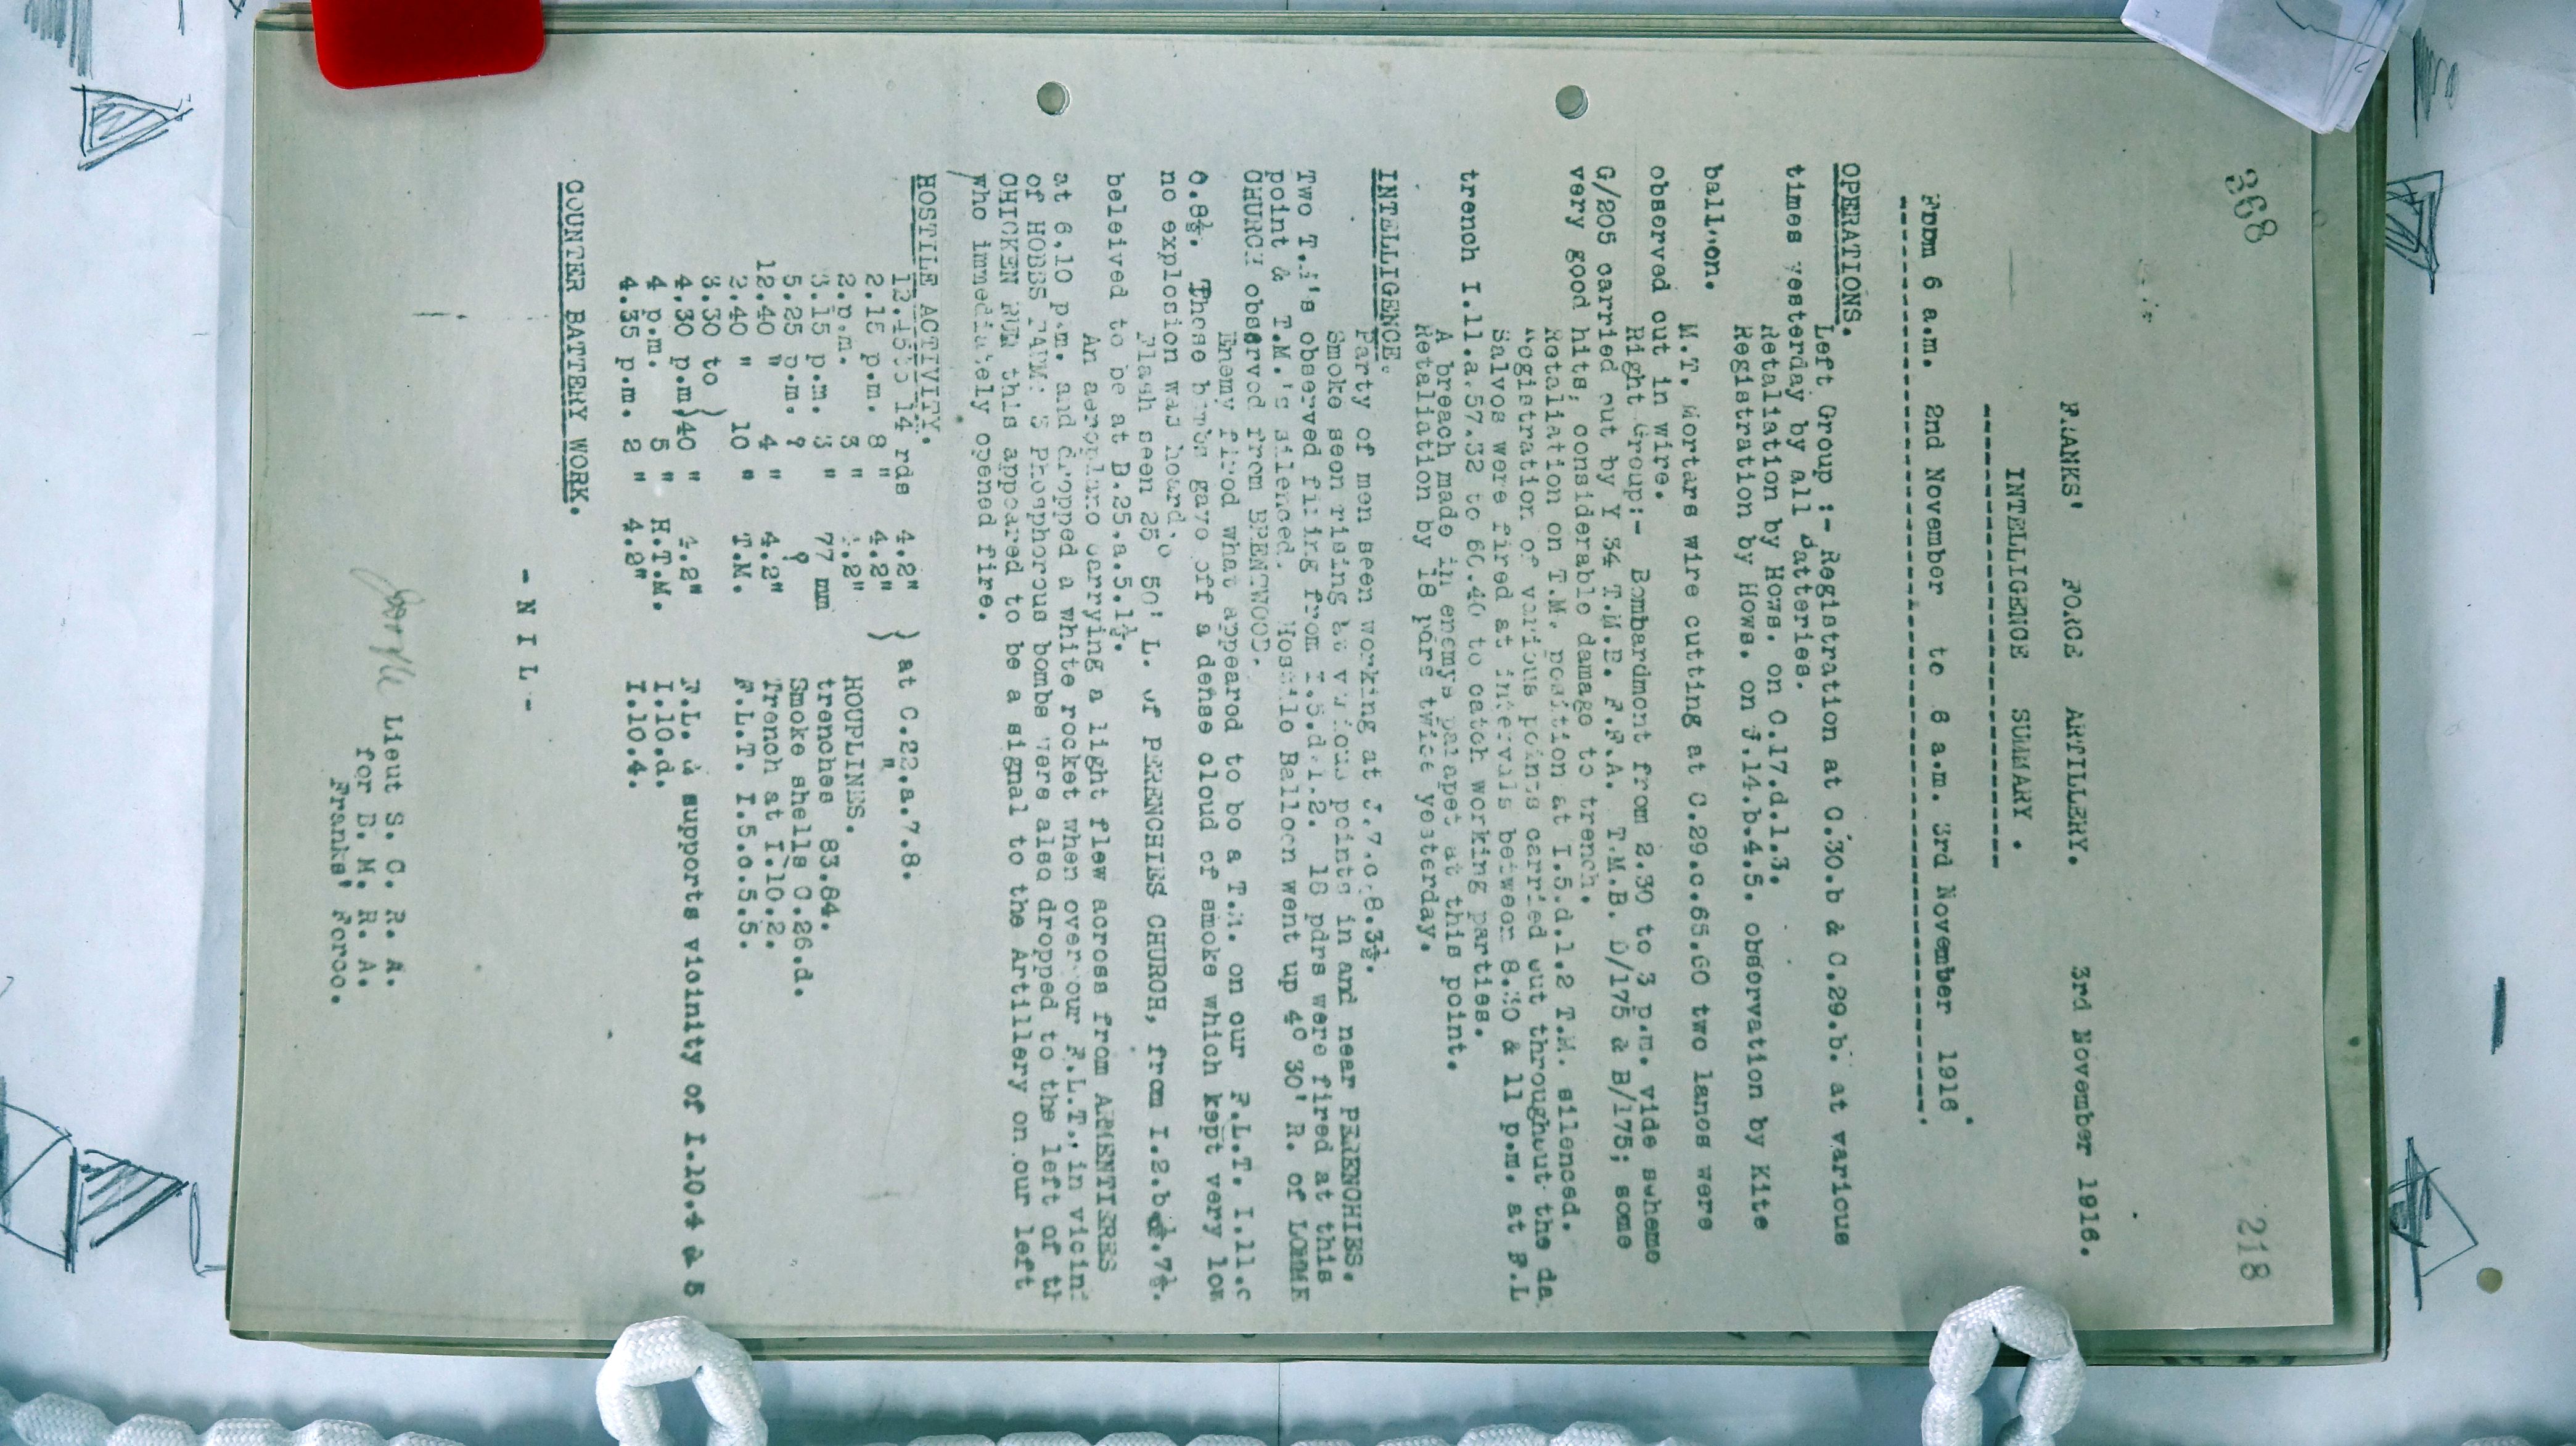 368
218
FRANKS' FORCE ARTILLERY. 3rd November 1916.
INTELLIGENCE SUMMARY .
From 6 a.m. 2nd November to 6 a.m. 3rd November 1916
OPERATIONS.
Left Group :- Registration at C.30.b & C.29.b. at various
times yesterday by all Batteries.
Retaliation by Hows. on C.17.d.1.3.
Registration by Hows. on J.14.b.4.5. observation by Kite
balloon.
M.T. Mortars wire cutting at C.29.c.65.60 two lanes were
observed cut in wire.
Right Group:- Bombardment from 2.30 to 3 p.m. vide scheme
G/205 carried out by Y 34 T.M.B. F.F.A. T.M.B. D/175 & B/175; some
very good hits; considerable damage to trench.
Retaliation on T.M. position at I.5.d.1.2 T.M. silenced.
Registration of various points carried out throughout the da
Salvos were fired at intervals between 8.30 & 11 p.m. at F.L
trench I.11.a.57.32 to 60.40 to catch working parties.
A breach made in enemys parapet at this point.
Retaliation by 18 pdrs twice yesterday.
INTELLIGENCE.
Party of men seen working at J.7.c.8.3½.
Smoke seen rising at various points in and near PERENCHIES.
Two T.M's observed firing from I.5.d.1.2. 18 pdrs were fired at this
point & T.M.'s silenced. Hostile Balloon went up 4° 30' R. of LOMME
CHURCH observed from BRENTWOOD.
Enemy fired what appeared to be a T.M. on our F.L.T. I.11.c
0.8½. These bombs gave off a dense cloud of smoke which kept very low
no explosion was heard.
Flash seen 25° 50' L. of PERENCHIES CHURCH, from I.2.b.7½.
beleived to be at D.25.a.5.1½.
An aeroplane carrying a light flew across from ARMENTIERES
at 6.10 p.m. and dropped a white rocket when over our F.L.T. in vicin
of HOBBS FARM: 3 Phosphorous bombs were also dropped to the left of th
CHICKEN RUN this appeared to be a signal to the Artillery on our left
who immediately opened fire.
HOSTILE ACTIVITY.
12.15to 14 rds 4.2" ) at C.22.a.7.8.
2.15 p.m. 8 " 4.2" ) "
2.p.m. 3 " 4.2" HOUPLINES.
3.15 p.m. 3 " 77 mm trenches 83.84.
5.25 p.m. ? ? Smoke shells C.26.d.
12.40 " 4 " 4.2" Trench at I.10.2.
2.40 " 10 " T.M. F.L.T. I.5.c.5.5.
3.30 to )
4.30 p.m)40 " 4.2" F.L. & supports vicinity of I.10.4 & 5
4 p.m. 5 " H.T.M. I.10.d.
4.35 p.m. 2 " 4.2" I.10.4.
COUNTER BATTERY WORK.
- N I L -
Lieut S. C. R. A.
for B. M. R. A.
Franks' Force.